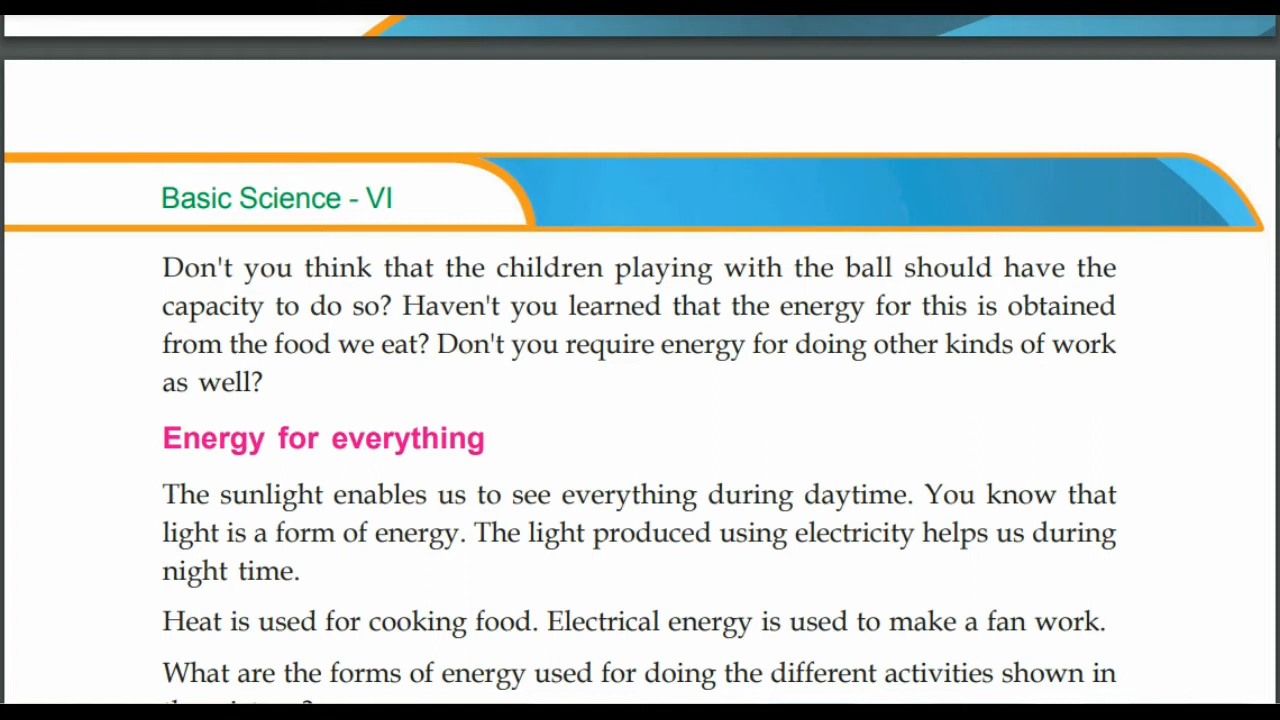 Basic Science - VI
Don't you think that the children playing with the ball should have the
capacity to do so? Haven't you learned that the energy for this is obtained
from the food we eat? Don't you require energy for doing other kinds of work
as well?
Energy for everything
The sunlight enables us to see everything during daytime. You know that
light is a form of energy. The light produced using electricity helps us during
night time.
Heat is used for cooking food. Electrical energy is used to make a fan work.
What are the forms of energy used for doing the different activities shown in